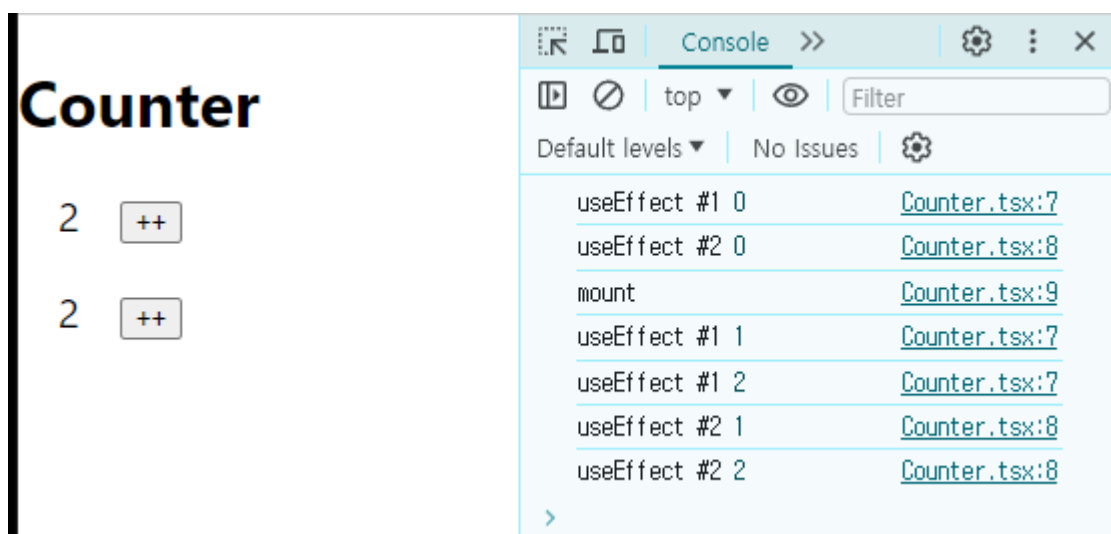 Counter
2 ++
2 ++
Console
top ▼ Filter
Default levels ▼ No Issues
useEffect #1 0 Counter.tsx:7
useEffect #2 0 Counter.tsx:8
mount Counter.tsx:9
useEffect #1 1 Counter.tsx:7
useEffect #1 2 Counter.tsx:7
useEffect #2 1 Counter.tsx:8
useEffect #2 2 Counter.tsx:8